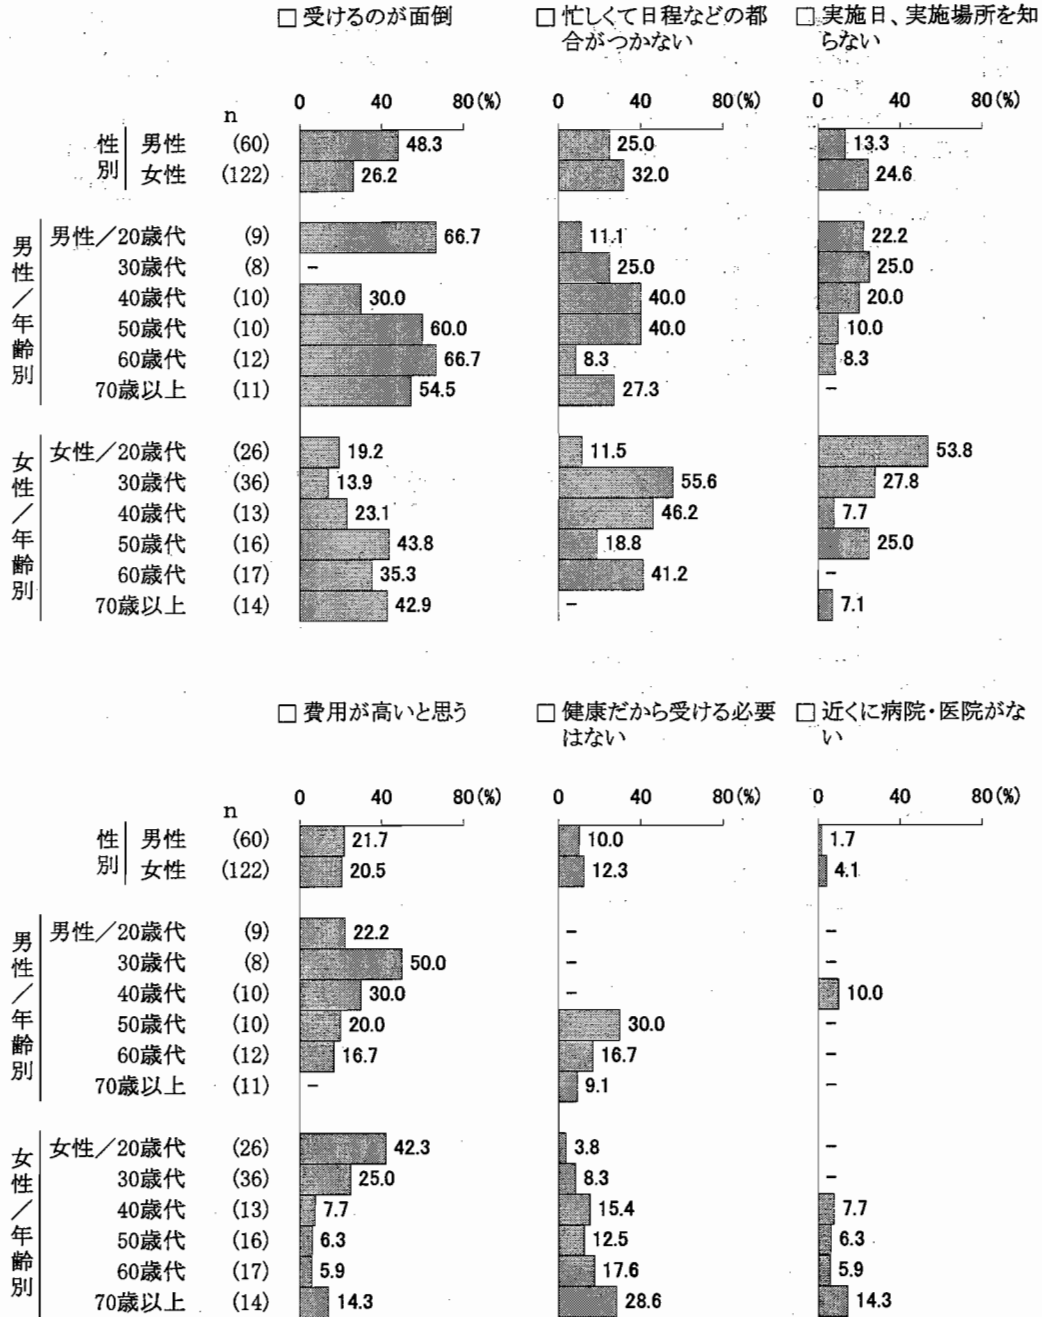 □ 受けるのが面倒 □ 忙しくて日程などの都 □ 実施日、実施場所を知
合がつかない らない
0 40 80(%) 0 40 80(%) 0 40 80(%)
n
性別 男性 (60) 48.3 25.0 13.3
女性 (122) 26.2 32.0 24.6
男性/年齢別 男性/20歳代 (9) 66.7 11.1 22.2
30歳代 (8) - 25.0 25.0
40歳代 (10) 30.0 40.0 20.0
50歳代 (10) 60.0 40.0 10.0
60歳代 (12) 66.7 8.3 8.3
70歳以上 (11) 54.5 27.3 -
女性/年齢別 女性/20歳代 (26) 19.2 11.5 53.8
30歳代 (36) 13.9 55.6 27.8
40歳代 (13) 23.1 46.2 7.7
50歳代 (16) 43.8 18.8 25.0
60歳代 (17) 35.3 41.2 -
70歳以上 (14) 42.9 - 7.1
□ 費用が高いと思う □ 健康だから受ける必要 □ 近くに病院・医院がな
はない い
0 40 80(%) 0 40 80(%) 0 40 80(%)
n
性別 男性 (60) 21.7 10.0 1.7
女性 (122) 20.5 12.3 4.1
男性/年齢別 男性/20歳代 (9) 22.2 - -
30歳代 (8) 50.0 - -
40歳代 (10) 30.0 - 10.0
50歳代 (10) 20.0 30.0 -
60歳代 (12) 16.7 16.7 -
70歳以上 (11) - 9.1 -
女性/年齢別 女性/20歳代 (26) 42.3 3.8 -
30歳代 (36) 25.0 8.3 -
40歳代 (13) 7.7 15.4 7.7
50歳代 (16) 6.3 12.5 6.3
60歳代 (17) 5.9 17.6 5.9
70歳以上 (14) 14.3 28.6 14.3